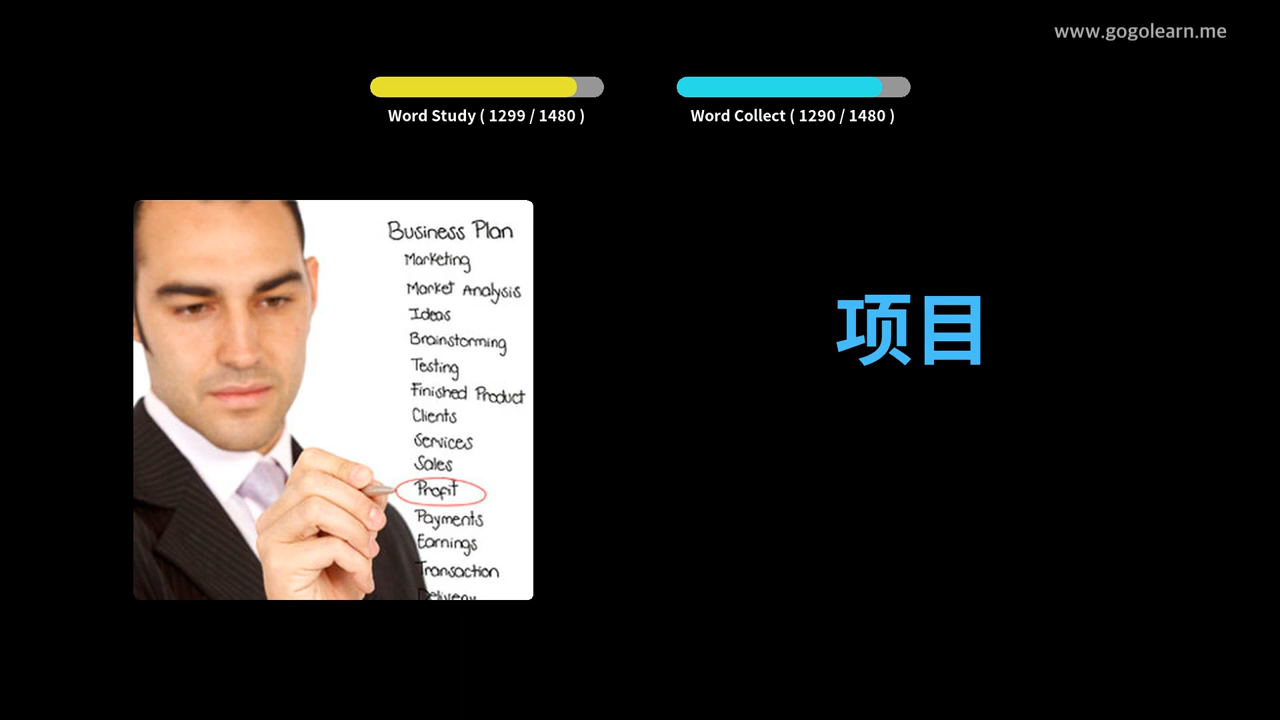 www.gogolearn.me
Word Study ( 1299 / 1480 )
Word Collect ( 1290 / 1480 )
Business Plan
Marketing
Market Analysis
Ideas
Brainstorming
Testing
Finished Product
Clients
Services
Sales
Profit
Payments
Earnings
Transaction
Delivery
项目